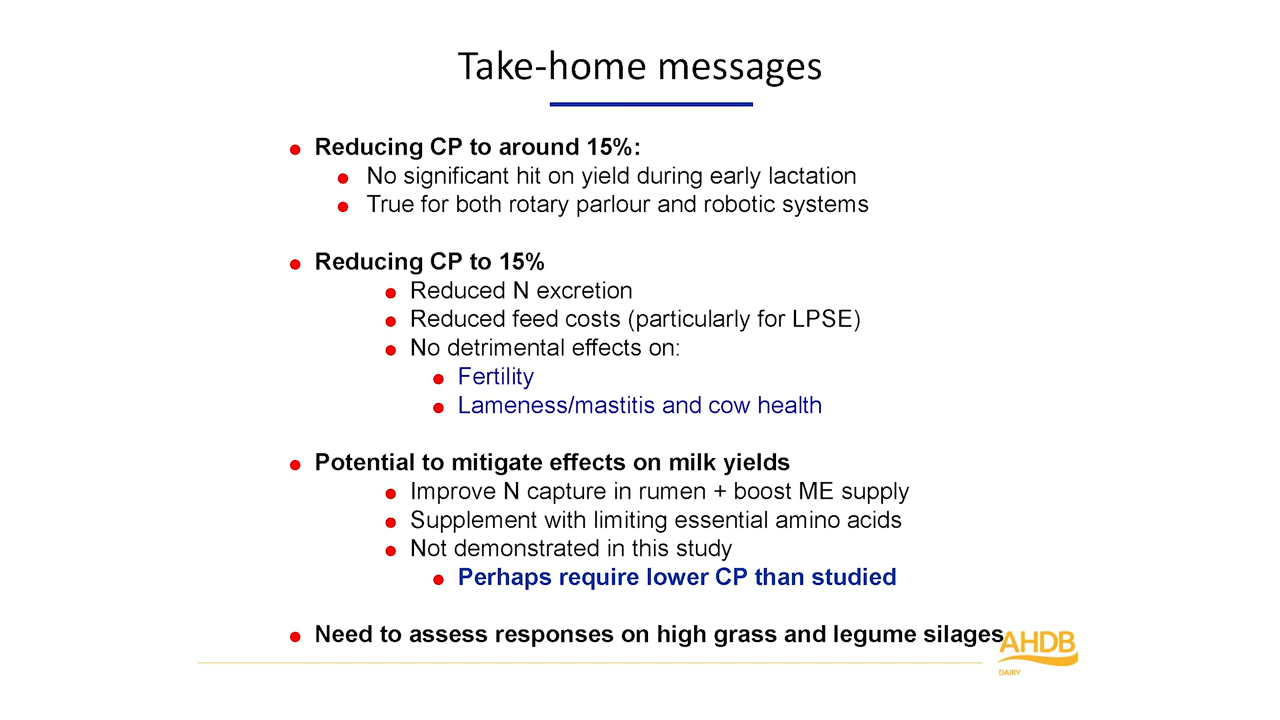 Take-home messages
Reducing CP to around 15%:
No significant hit on yield during early lactation
True for both rotary parlour and robotic systems
Reducing CP to 15%
Reduced N excretion
Reduced feed costs (particularly for LPSE)
No detrimental effects on:
Fertility
Lameness/mastitis and cow health
Potential to mitigate effects on milk yields
Improve N capture in rumen + boost ME supply
Supplement with limiting essential amino acids
Not demonstrated in this study
Perhaps require lower CP than studied
Need to assess responses on high grass and legume silages
AHDB
DAIRY